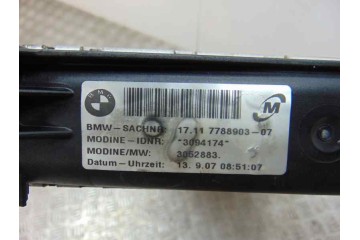 BMW-SACHNR: 17.11 7788903-07
MODINE-IDNR: *3094174*
MODINE/MW: 3052883.
Datum-Uhrzeit: 13. 9.07 08:51:07